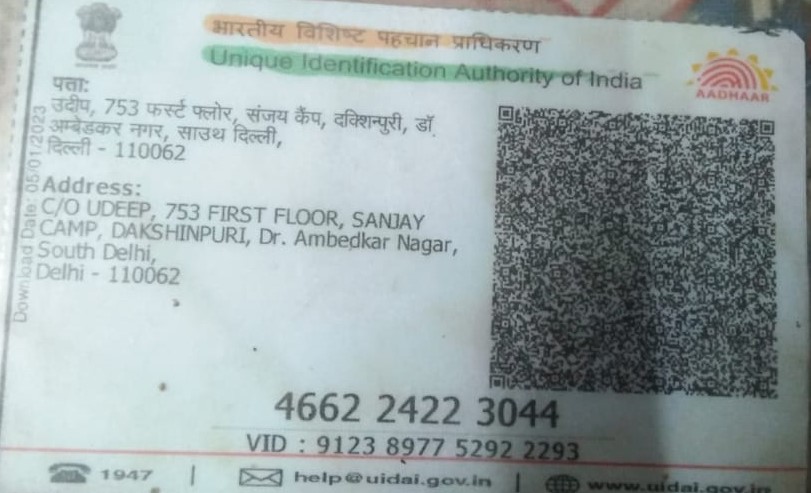 भारतीय विशिष्ट पहचान प्राधिकरण
Unique Identification Authority of India
AADHAAR
पता:
उदीप, 753 फर्स्ट फ्लोर, संजय कैंप, दक्शिन्पुरी, डॉ
अम्बेडकर नगर, साउथ दिल्ली,
दिल्ली - 110062
Address:
C/O UDEEP, 753 FIRST FLOOR, SANJAY
CAMP, DAKSHINPURI, Dr. Ambedkar Nagar,
South Delhi,
Delhi - 110062
Download Date: 05/01/2023
4662 2422 3044
VID : 9123 8977 5292 2293
1947 | help@uidai.gov.in | www.uidai.gov.in